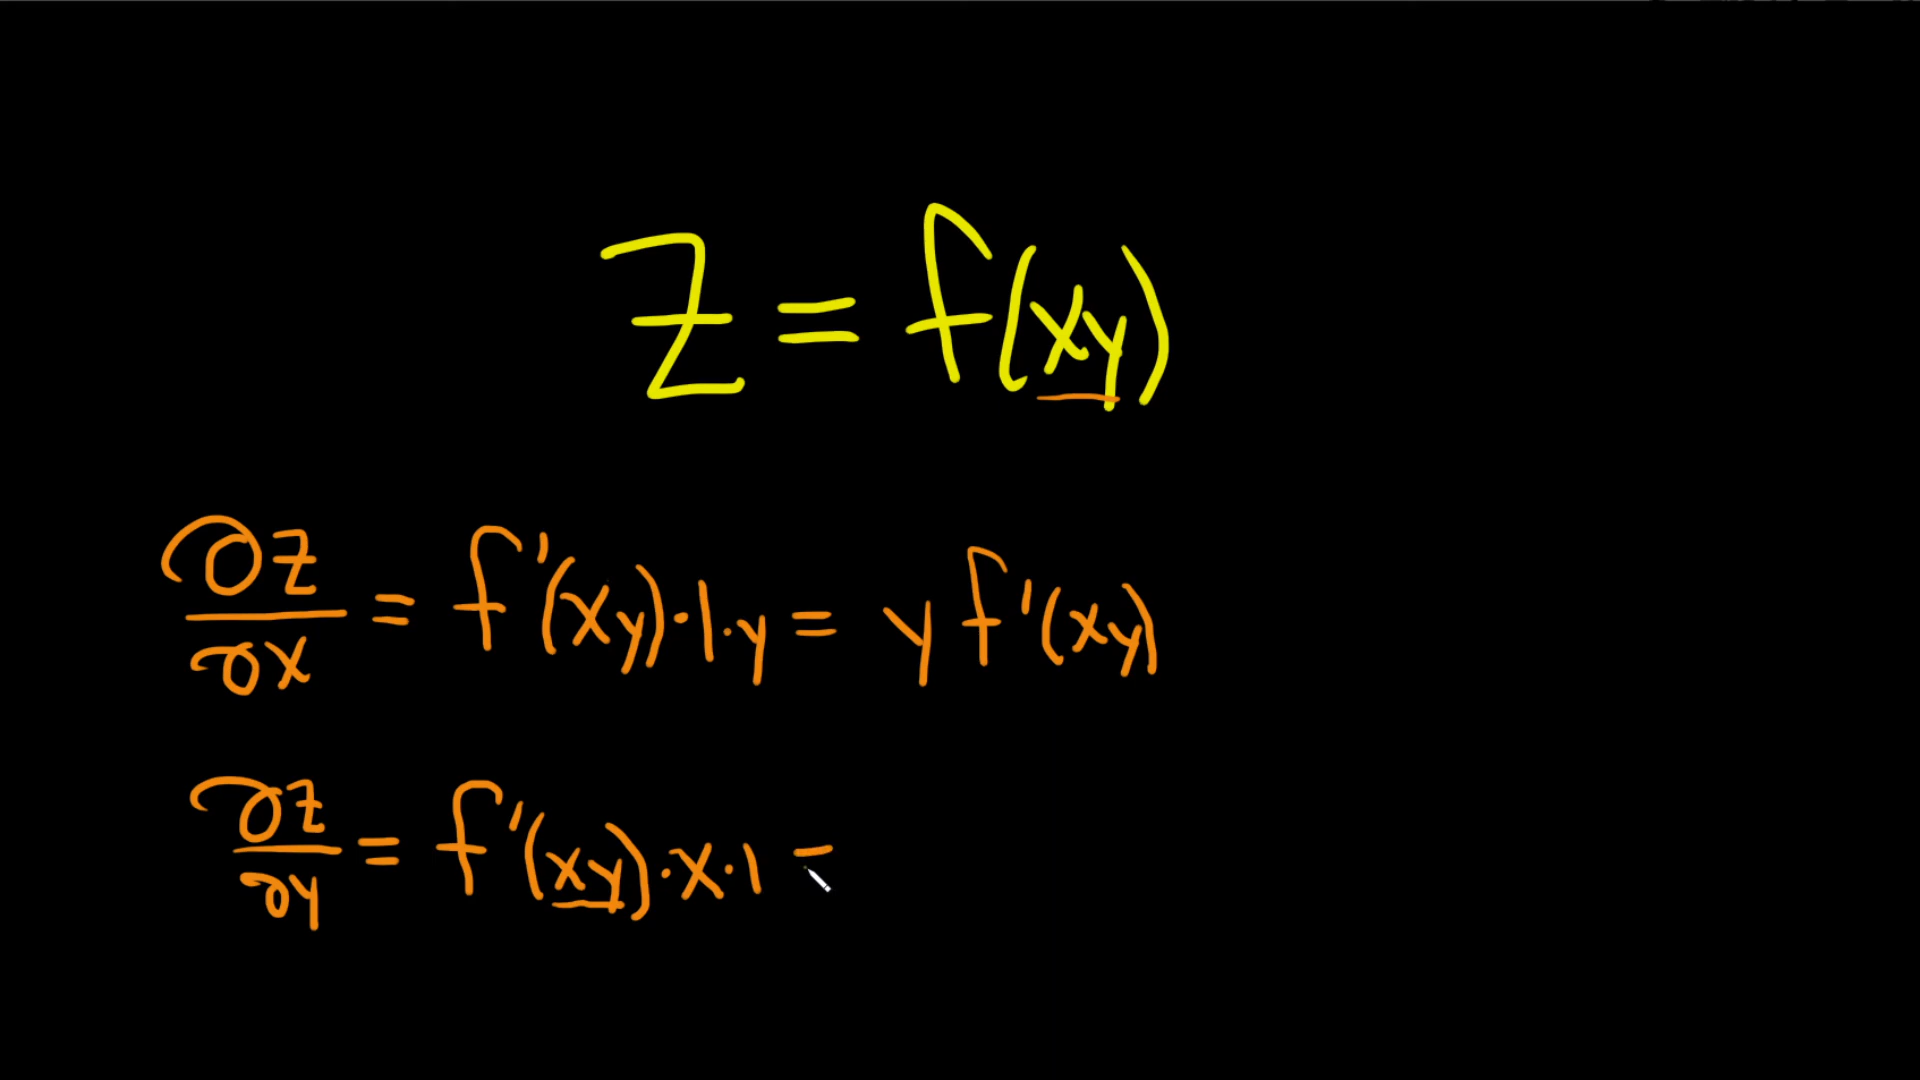 z = f(xy)
∂z/∂x = f'(xy)·1·y = y f'(xy)
∂z/∂y = f'(xy)·x·1 =